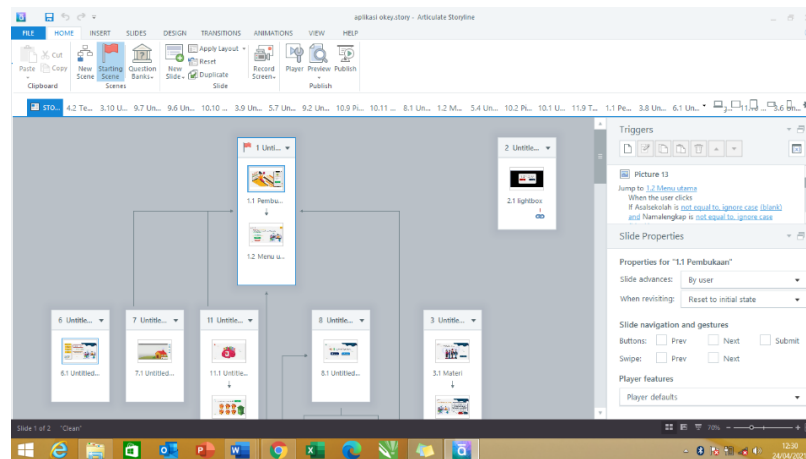 aplikasi okey.story - Articulate Storyline
FILE HOME INSERT SLIDES DESIGN TRANSITIONS ANIMATIONS VIEW HELP
Paste Cut Copy
New Scene
Starting Scene
Question Banks
New Slide
Apply Layout
Reset
Duplicate
Record Screen
Player Preview Publish
Clipboard Scenes Slide Publish
STO... 4.2 Te... 3.10 U... 9.7 Un... 9.6 Un... 10.10 ... 3.9 Un... 5.7 Un... 9.2 Un... 10.9 Pi... 10.11 ... 8.1 Un... 1.2 M... 5.4 Un... 10.2 Pi... 10.1 U... 11.9 T... 1.1 Pe... 3.8 Un... 6.1 Un...
1 Unti...
1.1 Pembu...
1.2 Menu u...
2 Untitle...
2.1 lightbox
6 Untitle...
6.1 Untitled...
7 Untitle...
7.1 Untitled...
11 Untitle...
11.1 Untitle...
8 Untitle...
8.1 Untitled...
3 Untitle...
3.1 Materi
Triggers
Picture 13
Jump to 1.2 Menu utama
When the user clicks
If Asalsekolah is not equal to, ignore case (blank)
and Namalengkap is not equal to, ignore case
Slide Properties
Properties for "1.1 Pembukaan"
Slide advances: By user
When revisiting: Reset to initial state
Slide navigation and gestures
Buttons: Prev Next Submit
Swipe: Prev Next
Player features
Player defaults
Slide 1 of 2 "Clean"
70%
12:30
24/04/2021